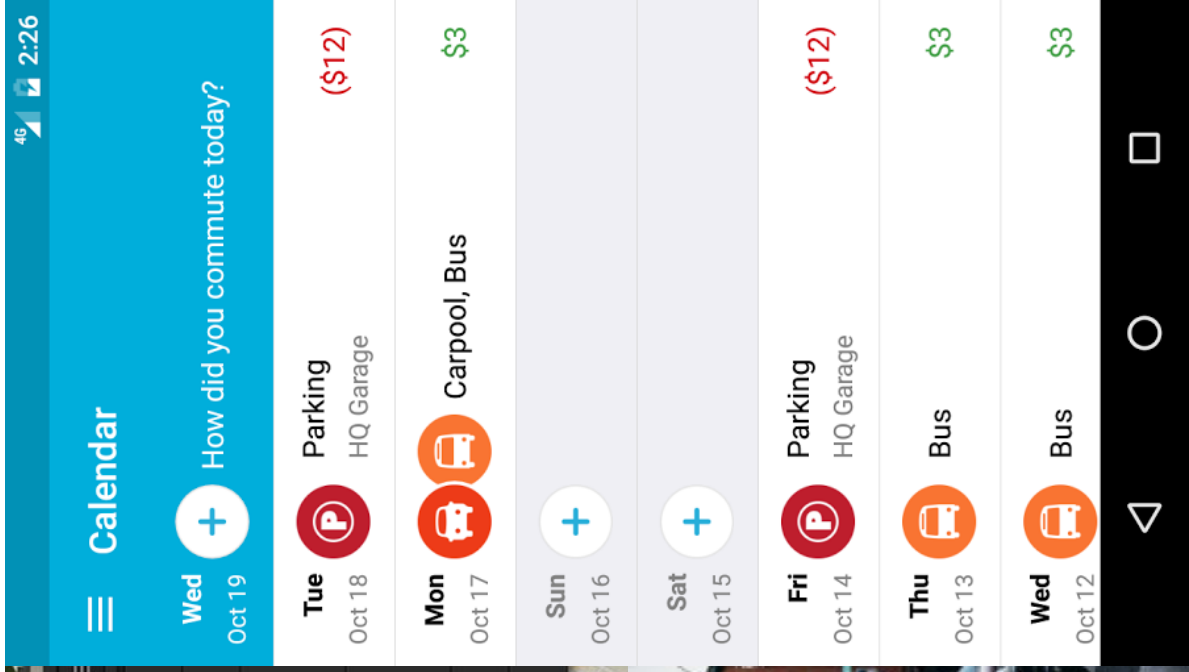 4G 2:26
Calendar
Wed
Oct 19
How did you commute today?
Tue
Oct 18
P
Parking
HQ Garage
($12)
Mon
Oct 17
Carpool, Bus
$3
Sun
Oct 16
Sat
Oct 15
Fri
Oct 14
P
Parking
HQ Garage
($12)
Thu
Oct 13
Bus
$3
Wed
Oct 12
Bus
$3